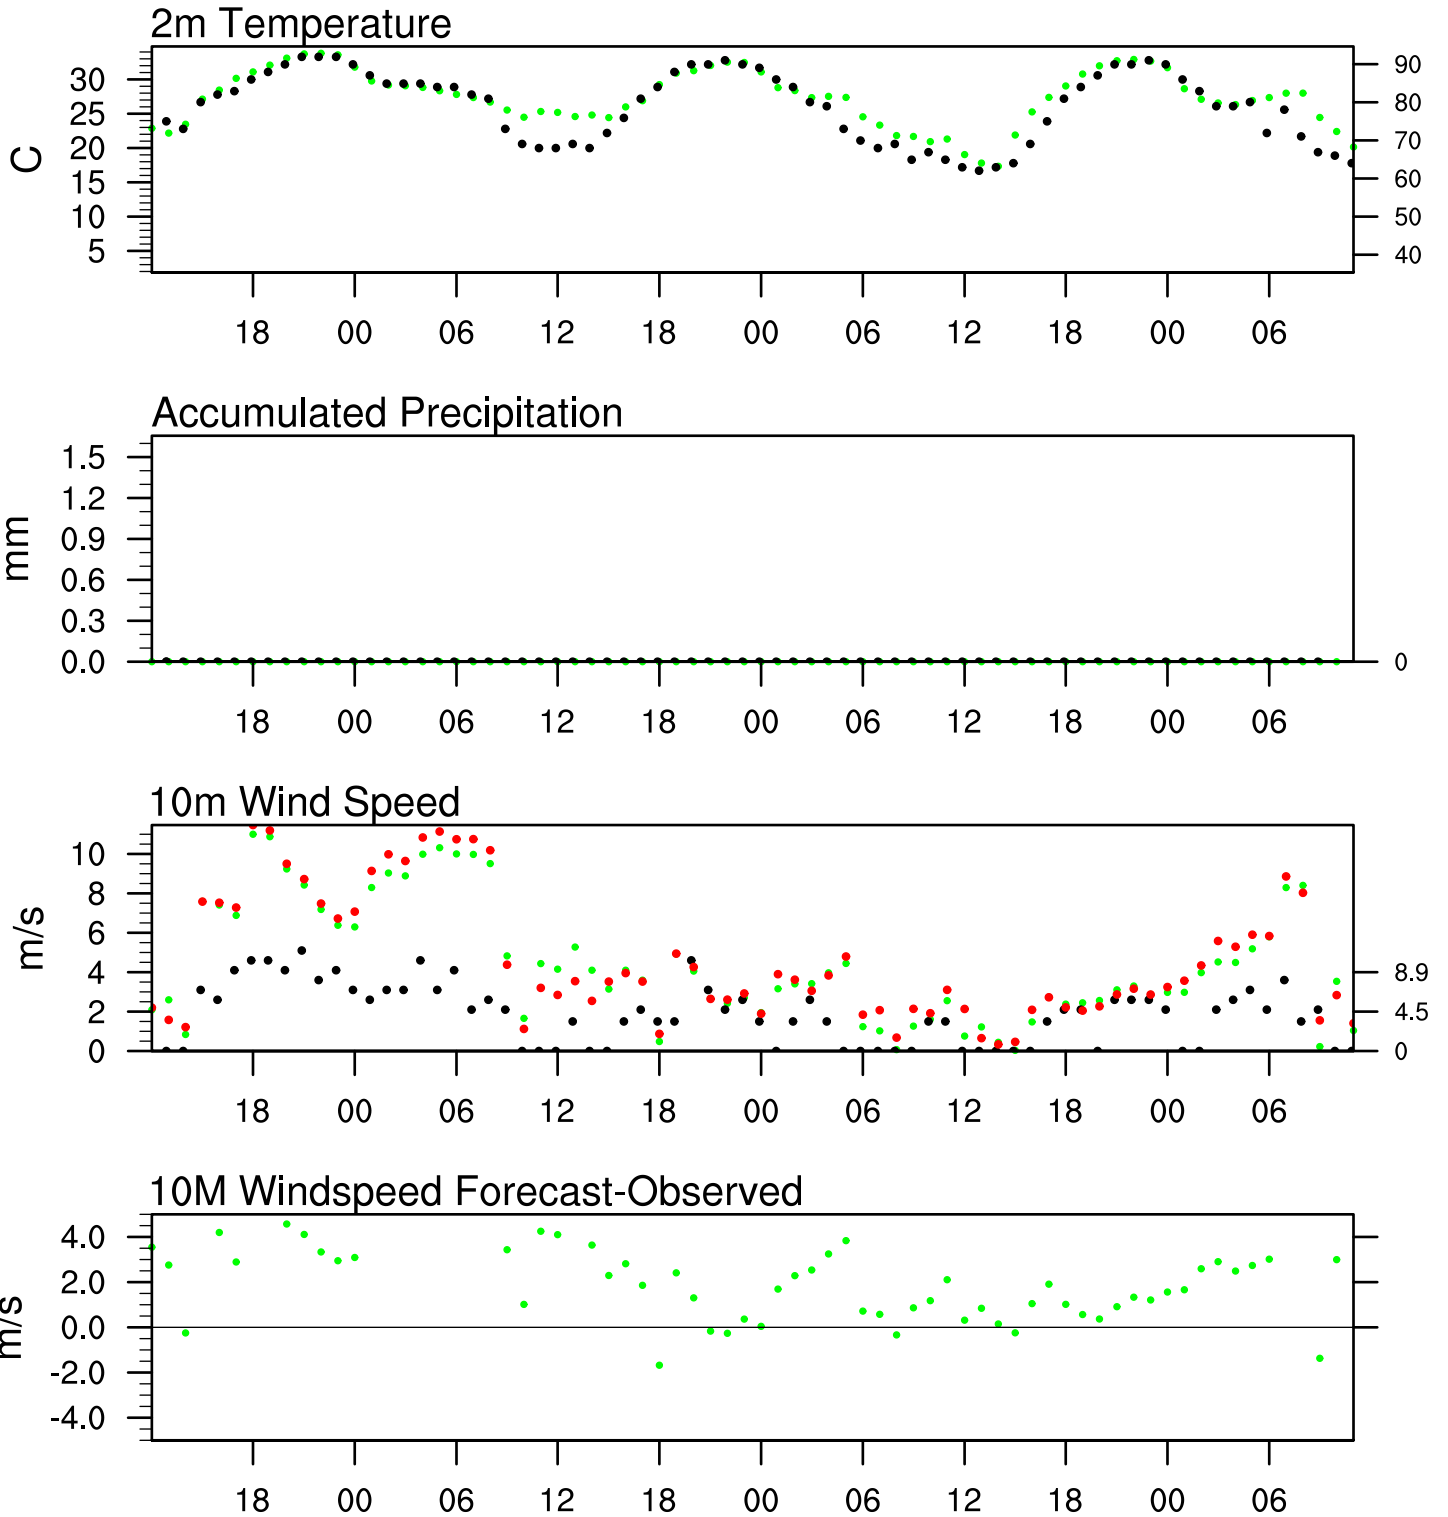 2m Temperature
30 90
25 80
C
20 70
15 60
10 50
5 40
18 00 06 12 18 00 06 12 18 00 06
Accumulated Precipitation
1.5
1.2
0.9
mm
0.6
0.3
0.0 0
18 00 06 12 18 00 06 12 18 00 06
10m Wind Speed
10
8
6
m/s
4 8.9
2 4.5
0 0
18 00 06 12 18 00 06 12 18 00 06
10M Windspeed Forecast-Observed
4.0
2.0
0.0
m/s
-2.0
-4.0
18 00 06 12 18 00 06 12 18 00 06